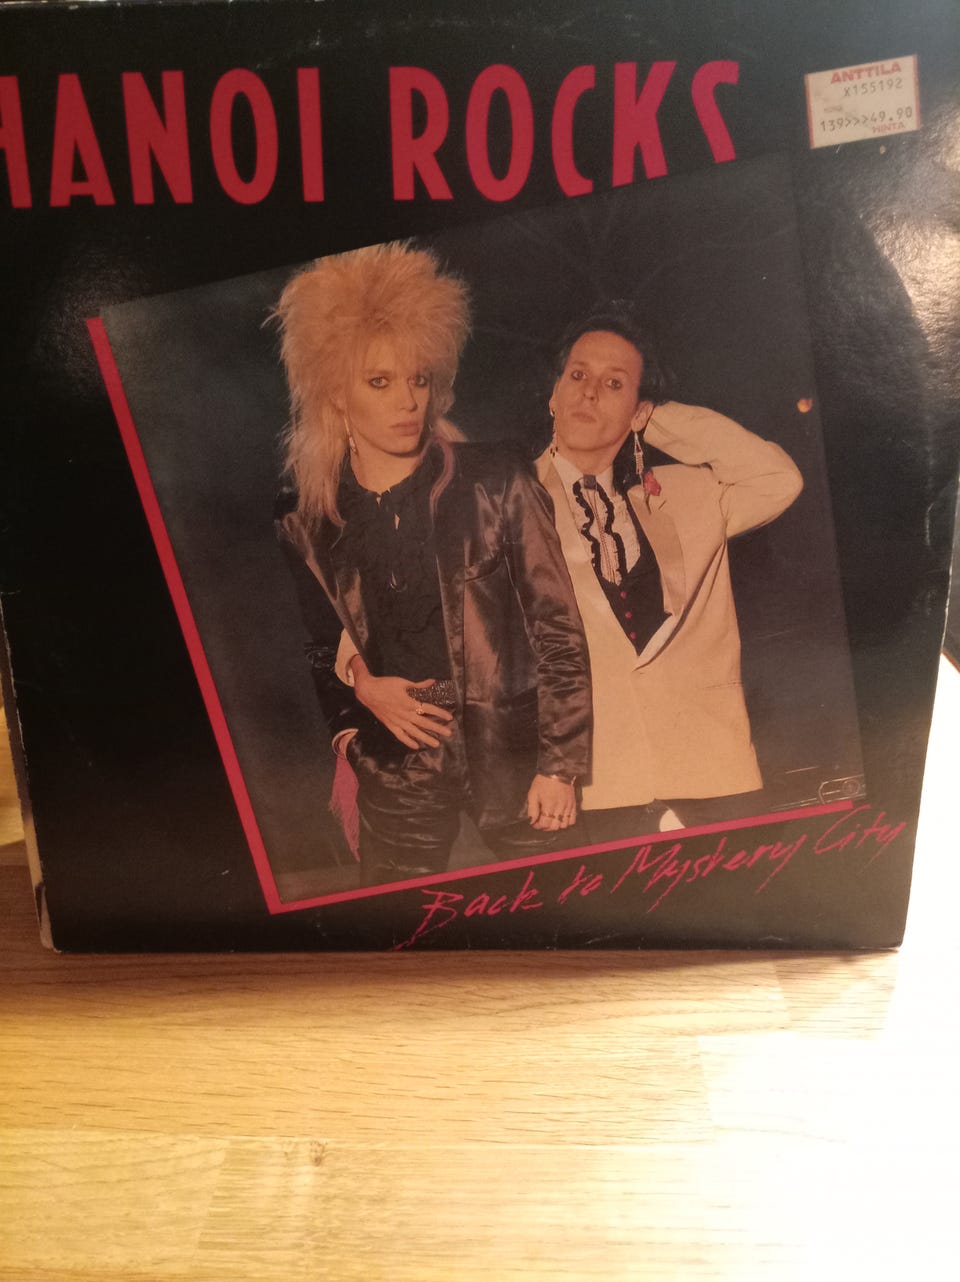 HANOI ROCKS
ANTTILA
X155192
139>>>49.90
HINTA
Back to Mystery City